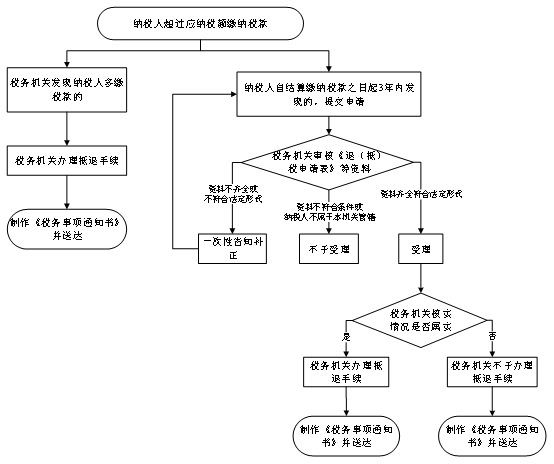 纳税人超过应纳税额缴纳税款
税务机关发现纳税人多缴
税款的
纳税人自结算缴纳税款之日起3年内发
现的，提交申请
税务机关办理抵退手续
税务机关审核《退（抵）
税申请表》等资料
制作《税务事项通知书》
并送达
资料不齐全或
不符合法定形式
资料不符合条件或
纳税人不属于本机关管辖
资料齐全符合法定形式
一次性告知补
正
不予受理
受理
税务机关核实
情况是否属实
是
否
税务机关办理抵
退手续
税务机关不予办理
抵退手续
制作《税务事项通知
书》并送达
制作《税务事项通知
书》并送达